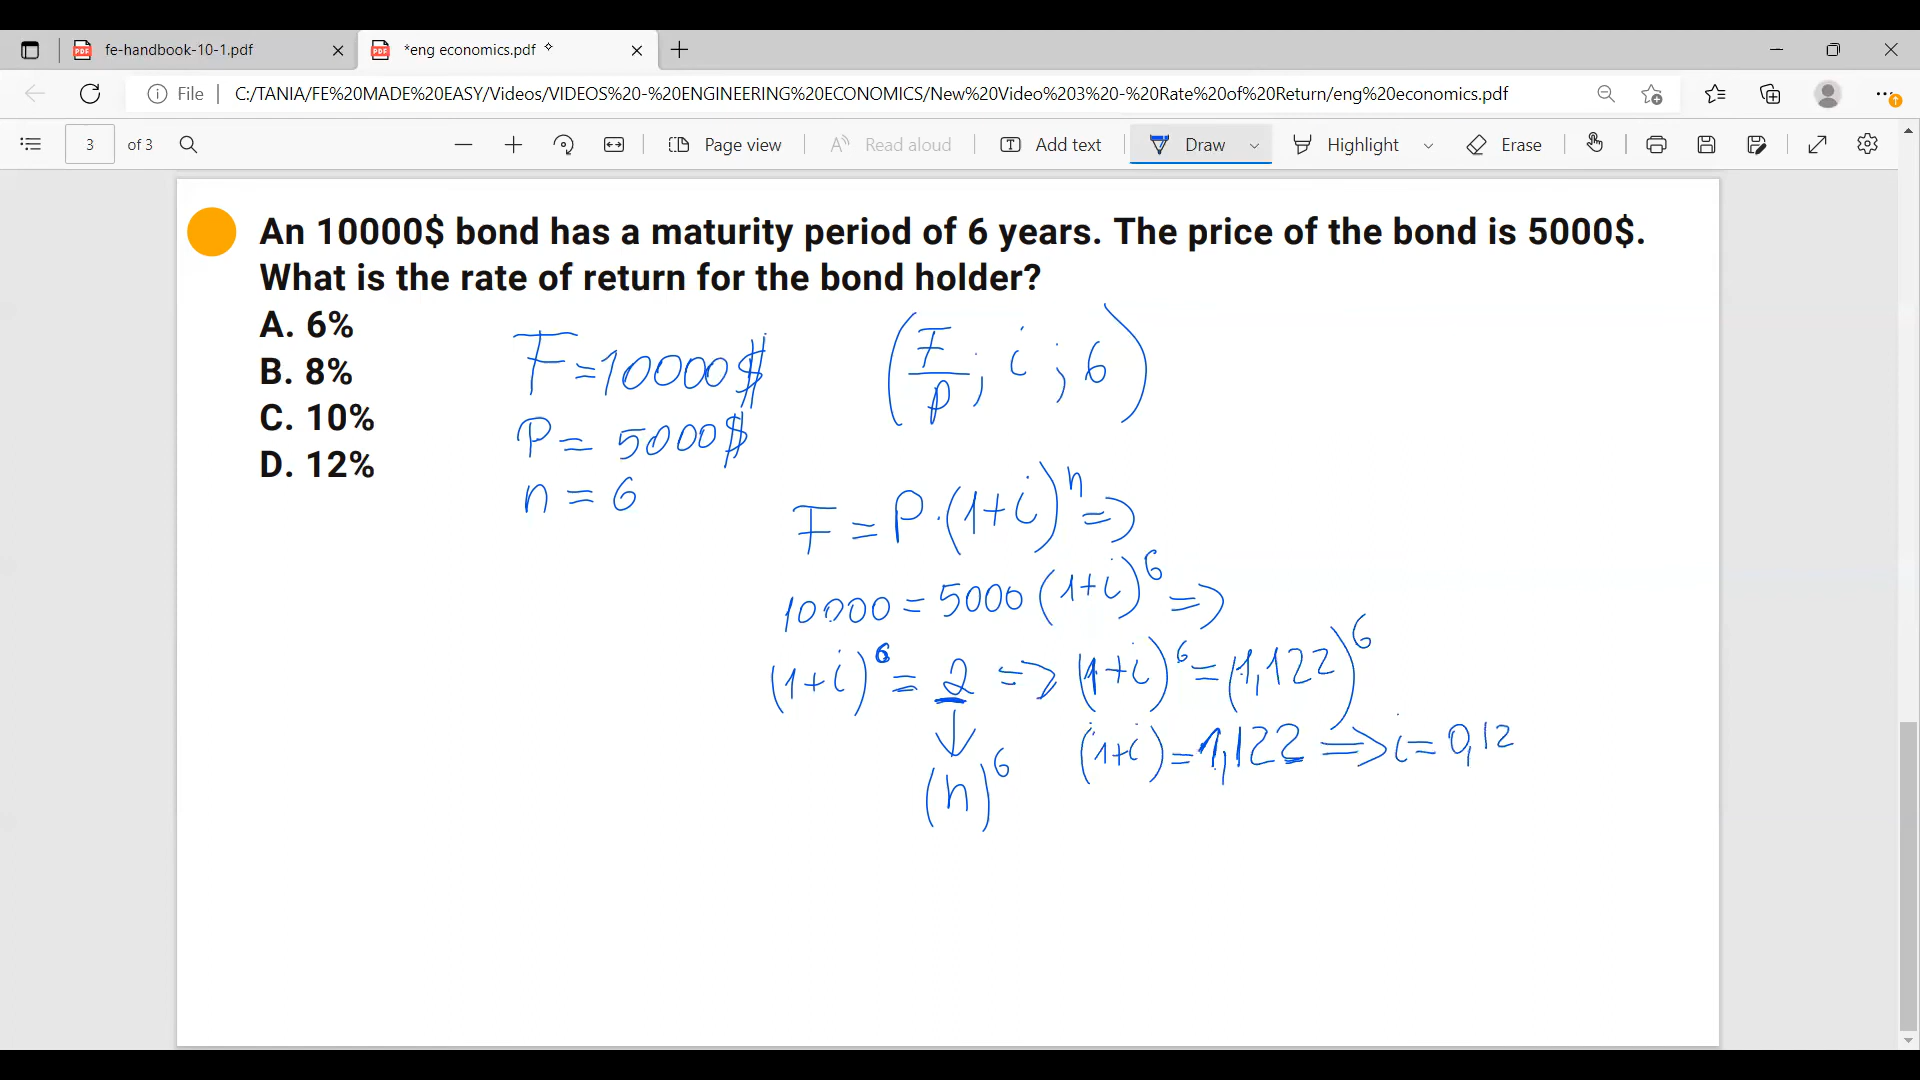 fe-handbook-10-1.pdf
*eng economics.pdf
File
C:/TANIA/FE%20MADE%20EASY/Videos/VIDEOS%20-%20ENGINEERING%20ECONOMICS/New%20Video%203%20-%20Rate%20of%20Return/eng%20economics.pdf
3 of 3 Page view Read aloud Add text Draw Highlight Erase
An 10000$ bond has a maturity period of 6 years. The price of the bond is 5000$.
What is the rate of return for the bond holder?
A. 6%
B. 8%
C. 10%
D. 12%
F=10000$
P= 5000$
n = 6
(F/P; i ; 6)
F = P·(1+i)^n =>
10000 = 5000 (1+i)^6 =>
(1+i)^6 = 2 => (1+i)^6 = (1,122)^6
(1+i) = 1,122 => i = 0,12
(n)^6